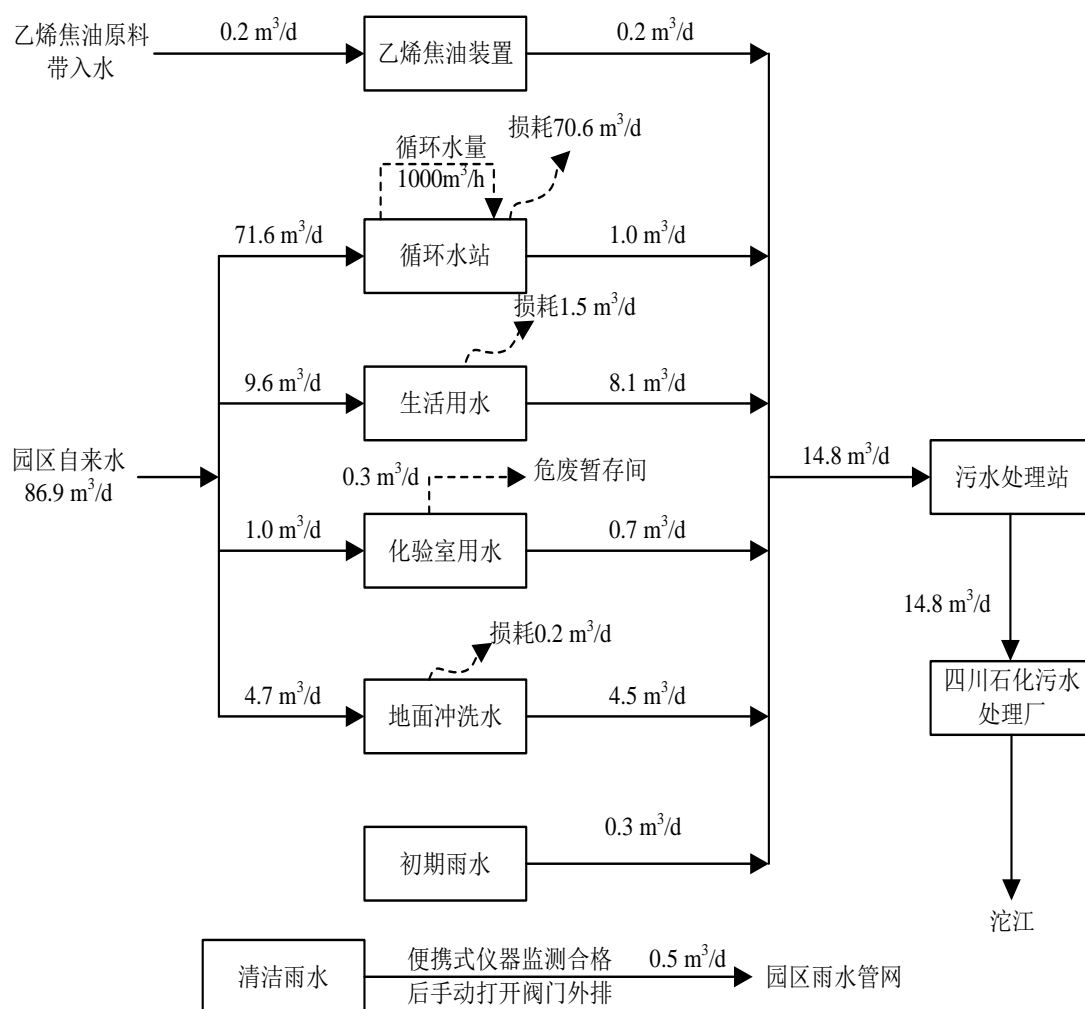 乙烯焦油原料
带入水
0.2 m³/d
乙烯焦油装置
0.2 m³/d
循环水量
1000m³/h
损耗70.6 m³/d
71.6 m³/d
循环水站
1.0 m³/d
损耗1.5 m³/d
9.6 m³/d
生活用水
8.1 m³/d
园区自来水
86.9 m³/d
0.3 m³/d
危废暂存间
1.0 m³/d
化验室用水
0.7 m³/d
14.8 m³/d
污水处理站
损耗0.2 m³/d
4.7 m³/d
地面冲洗水
4.5 m³/d
14.8 m³/d
四川石化污水
处理厂
初期雨水
0.3 m³/d
沱江
清洁雨水
便携式仪器监测合格
后手动打开阀门外排
0.5 m³/d
园区雨水管网